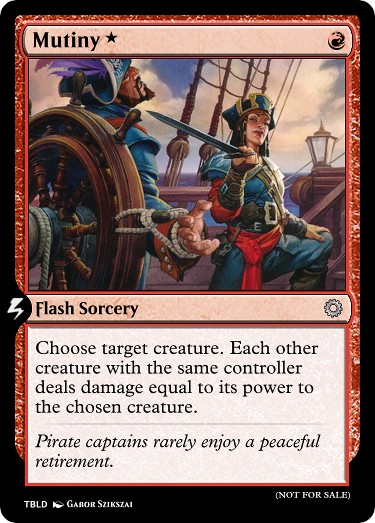 Mutiny ★
Flash Sorcery
Choose target creature. Each other
creature with the same controller
deals damage equal to its power to
the chosen creature.
Pirate captains rarely enjoy a peaceful
retirement.
TBLD Gabor Szikszai
(NOT FOR SALE)